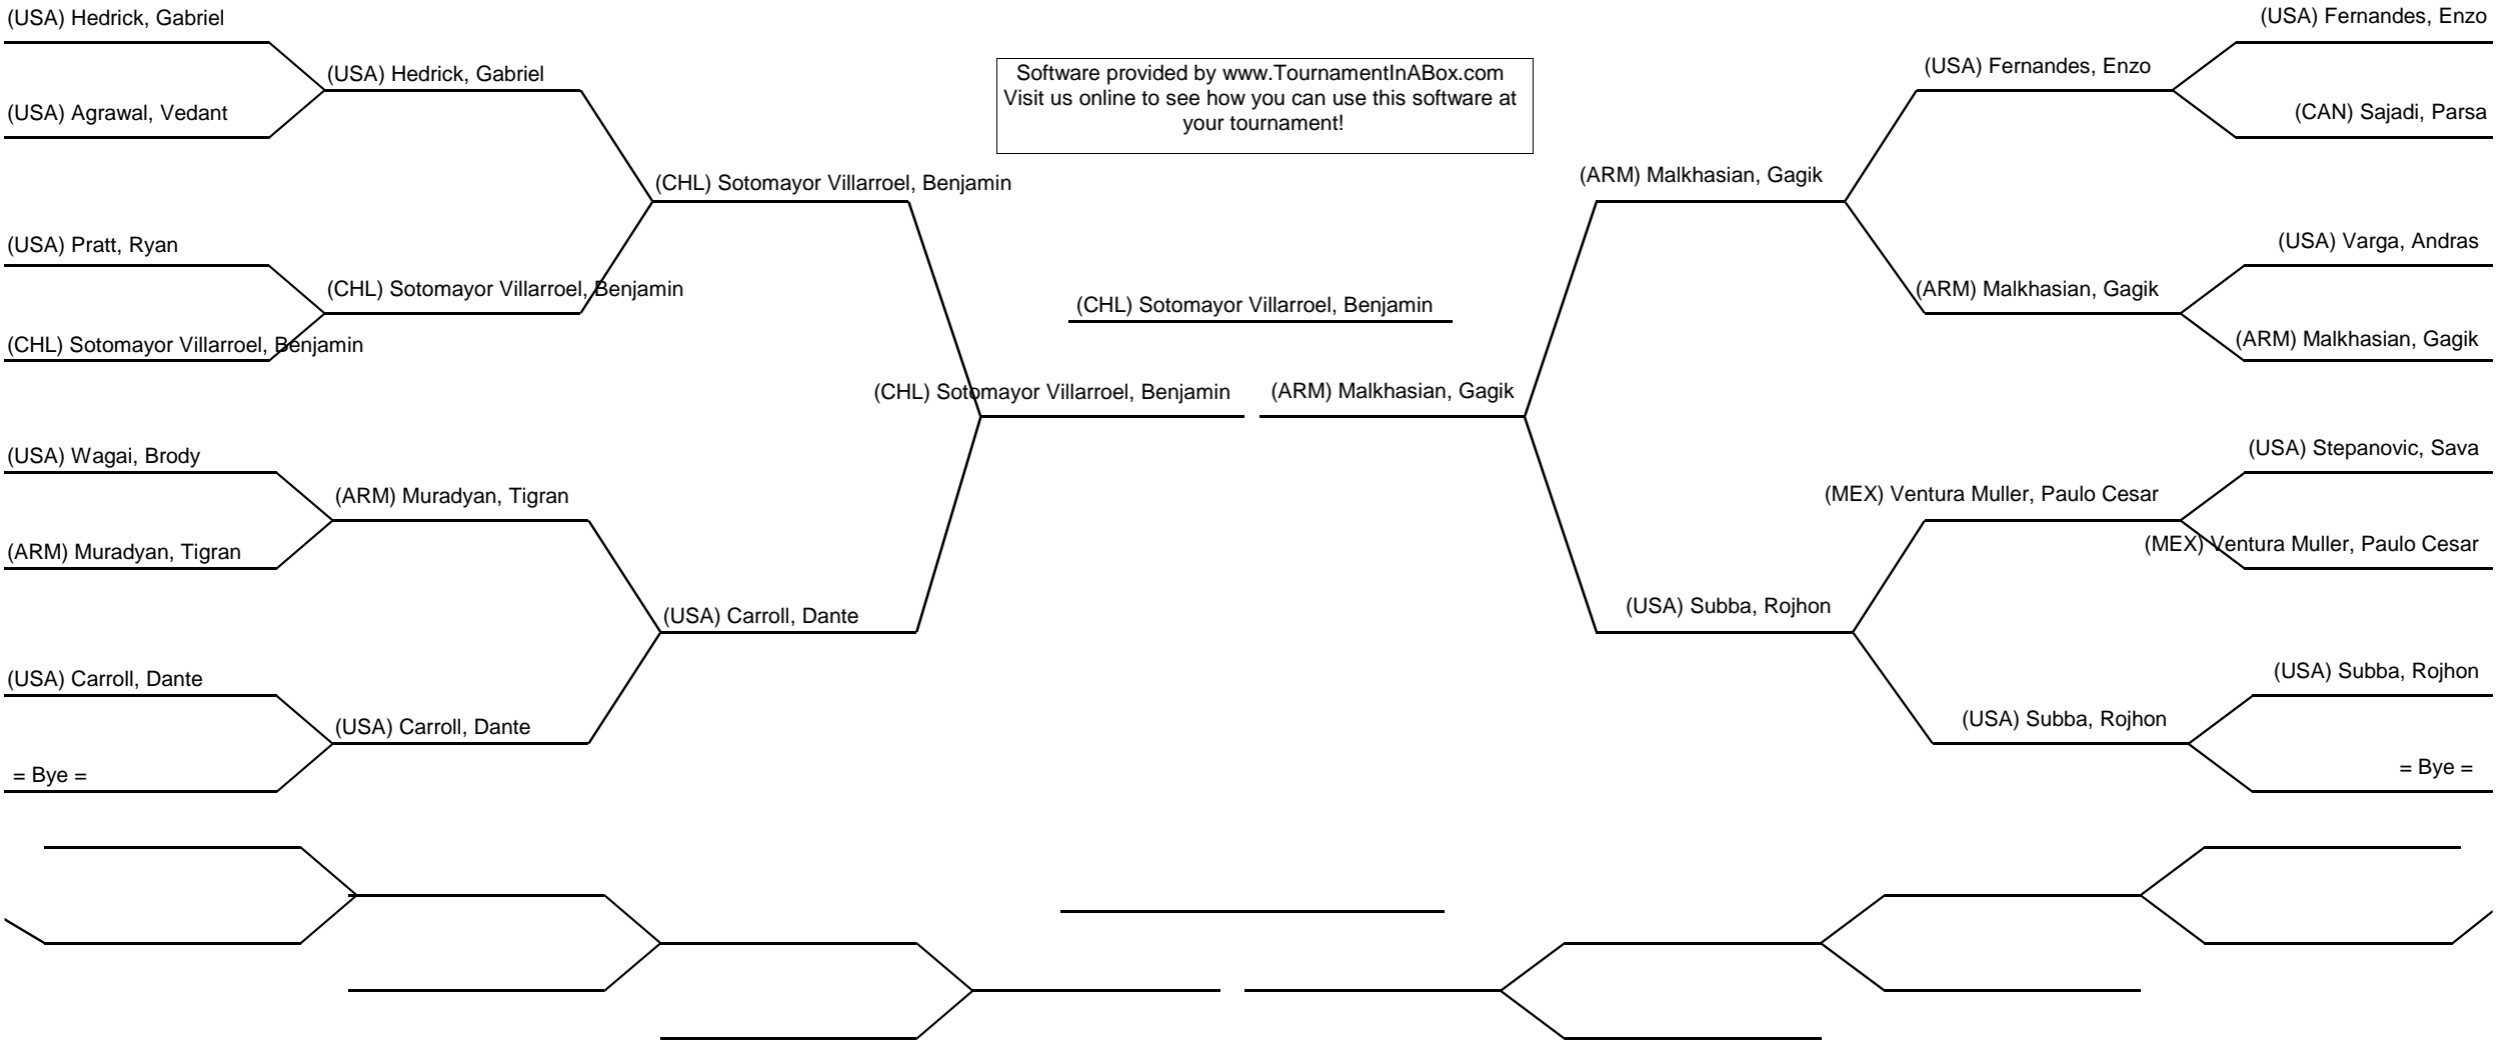 (USA) Hedrick, Gabriel
(USA) Agrawal, Vedant
(USA) Pratt, Ryan
(CHL) Sotomayor Villarroel, Benjamin
(USA) Wagai, Brody
(ARM) Muradyan, Tigran
(USA) Carroll, Dante
= Bye =
(USA) Hedrick, Gabriel
(CHL) Sotomayor Villarroel, Benjamin
(ARM) Muradyan, Tigran
(USA) Carroll, Dante
(CHL) Sotomayor Villarroel, Benjamin
(USA) Carroll, Dante
(CHL) Sotomayor Villarroel, Benjamin
Software provided by www.TournamentInABox.com
Visit us online to see how you can use this software at
your tournament!
(CHL) Sotomayor Villarroel, Benjamin
(ARM) Malkhasian, Gagik
(ARM) Malkhasian, Gagik
(USA) Subba, Rojhon
(USA) Fernandes, Enzo
(ARM) Malkhasian, Gagik
(MEX) Ventura Muller, Paulo Cesar
(USA) Subba, Rojhon
(USA) Fernandes, Enzo
(CAN) Sajadi, Parsa
(USA) Varga, Andras
(ARM) Malkhasian, Gagik
(USA) Stepanovic, Sava
(MEX) Ventura Muller, Paulo Cesar
(USA) Subba, Rojhon
= Bye =